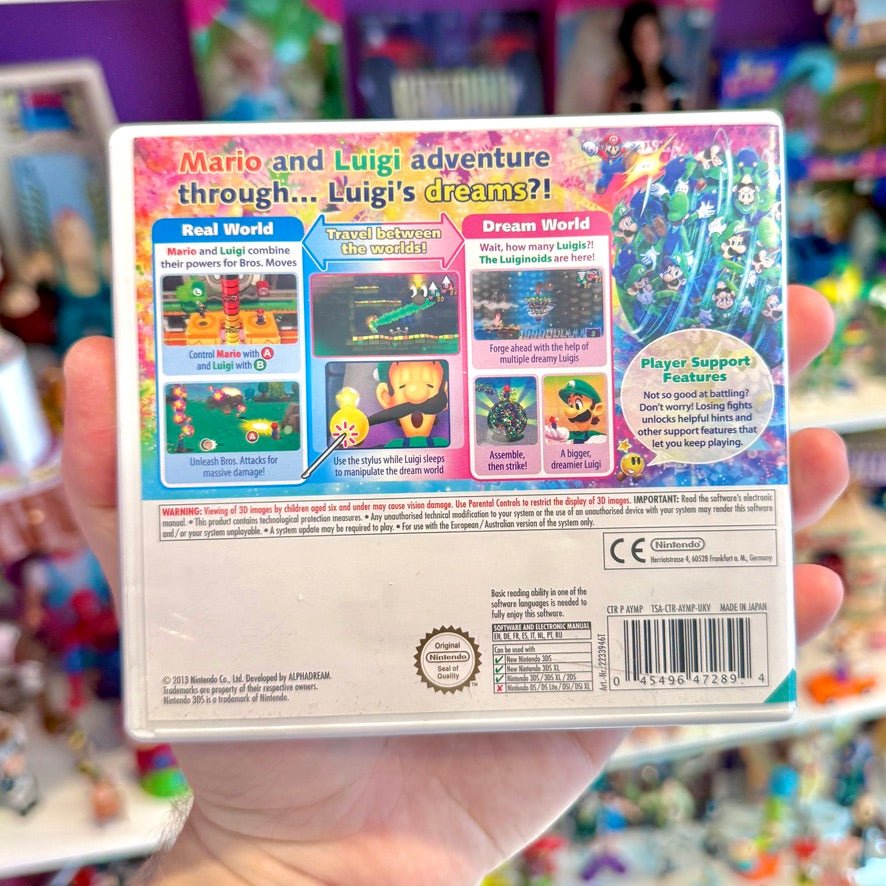 Mario and Luigi adventure
through... Luigi's dreams?!
Real World
Mario and Luigi combine
their powers for Bros. Moves
Control Mario with A
and Luigi with B
Unleash Bros. Attacks for
massive damage!
Travel between
the worlds!
Use the stylus while Luigi sleeps
to manipulate the dream world
Dream World
Wait, how many Luigis?!
The Luiginoids are here!
Forge ahead with the help of
multiple dreamy Luigis
Assemble,
then strike!
A bigger,
dreamier Luigi
Player Support
Features
Not so good at battling?
Don't worry! Losing fights
unlocks helpful hints and
other support features that
let you keep playing.
WARNING: Viewing of 3D images by children aged six and under may cause vision damage. Use Parental Controls to restrict the display of 3D images. IMPORTANT: Read the software's electronic
manual. • This product contains technological protection measures. • Any unauthorised technical modification to your system or the use of an unauthorised device with your system may render this software
and/or your system unplayable. • A system update may be required to play. • For use with the European/Australian version of the system only.
CE Nintendo
Herriotstrasse 4, 60528 Frankfurt a. M., Germany
Basic reading ability in one of the
software languages is needed to
fully enjoy this software.
SOFTWARE AND ELECTRONIC MANUAL
EN, DE, FR, ES, IT, NL, PT, RU
Can be used with
New Nintendo 3DS
New Nintendo 3DS XL
Nintendo 3DS / 3DS XL / 2DS
Nintendo DS/DS Lite/DSi/DSi XL
Art.-Nr.: 2233946T
CTR P AYMP TSA-CTR-AYMP-UKV MADE IN JAPAN
0 45496 47289 4
Original
Nintendo
Seal of
Quality
TM
© 2013 Nintendo Co., Ltd. Developed by ALPHADREAM.
Trademarks are property of their respective owners.
Nintendo 3DS is a trademark of Nintendo.